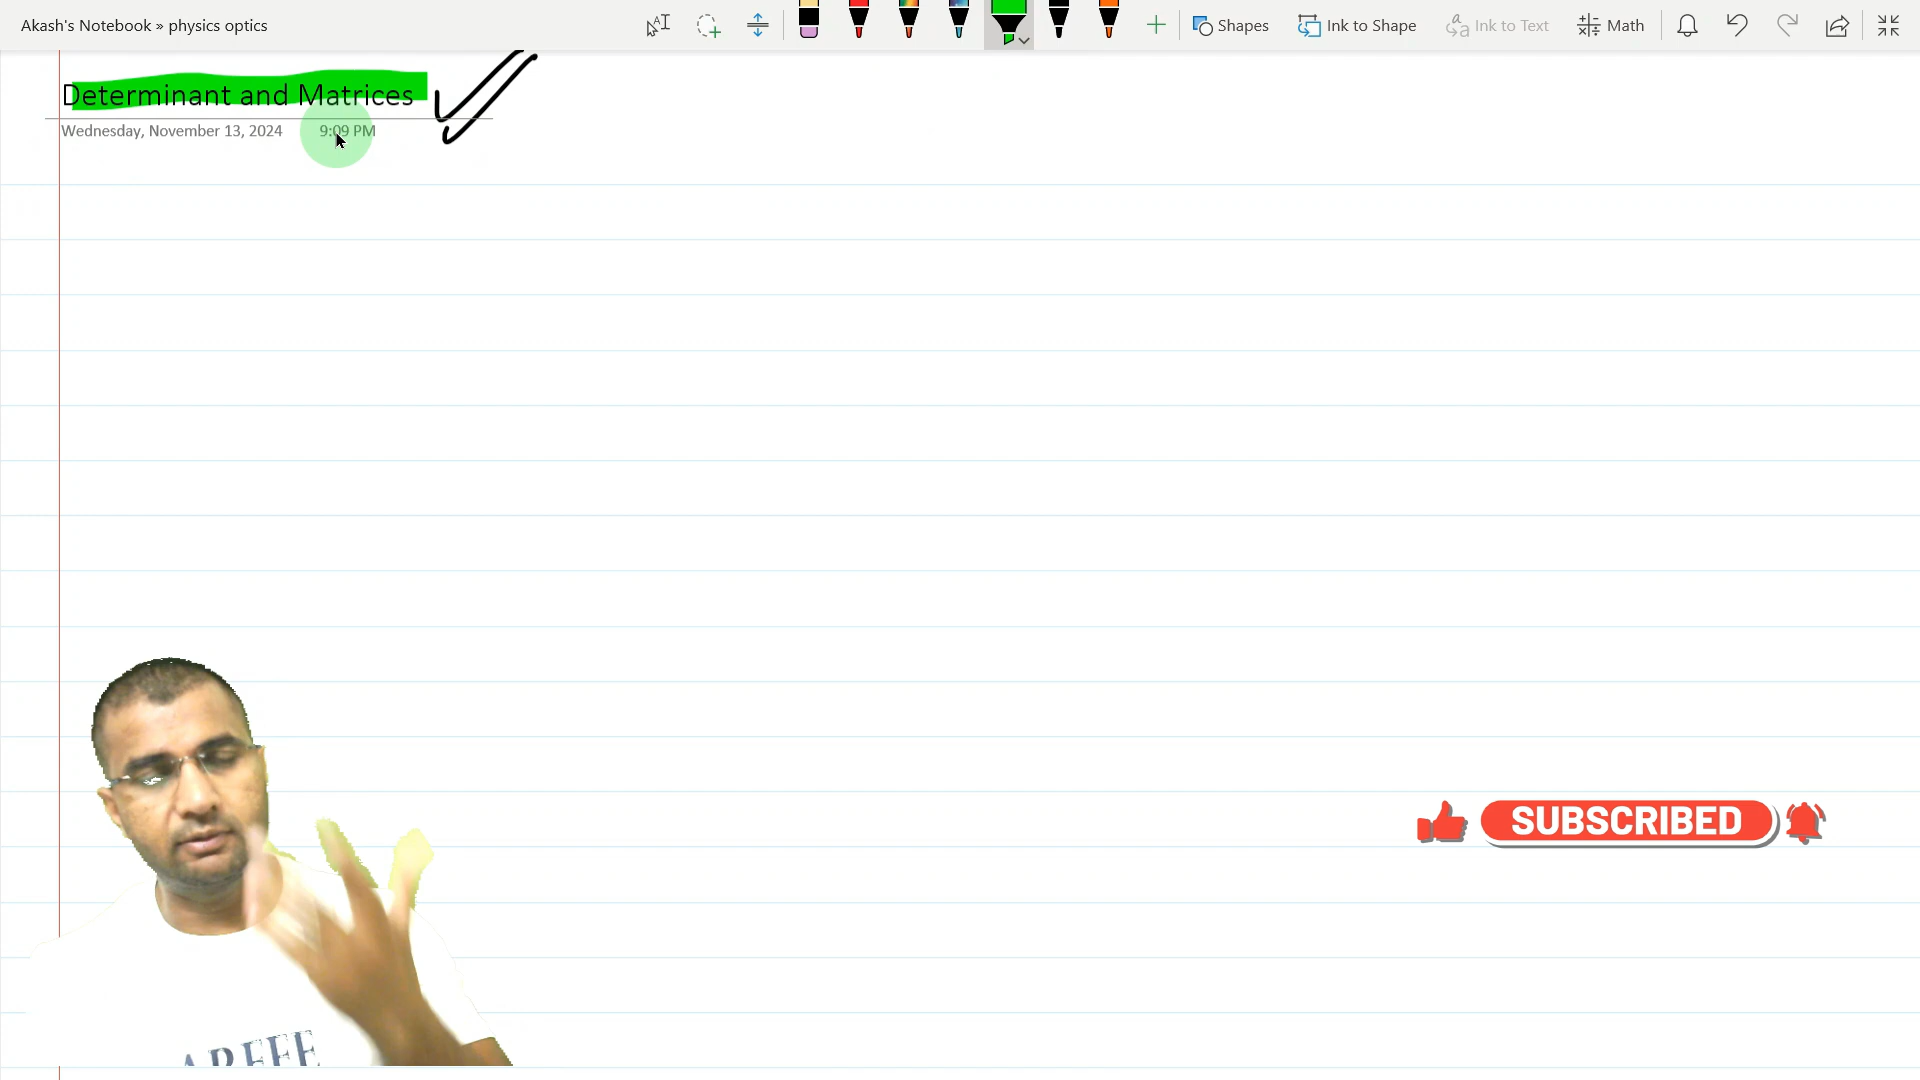 Akash's Notebook » physics optics
Shapes
Ink to Shape
Ink to Text
Math
Determinant and Matrices
Wednesday, November 13, 2024 9:09 PM
SUBSCRIBED